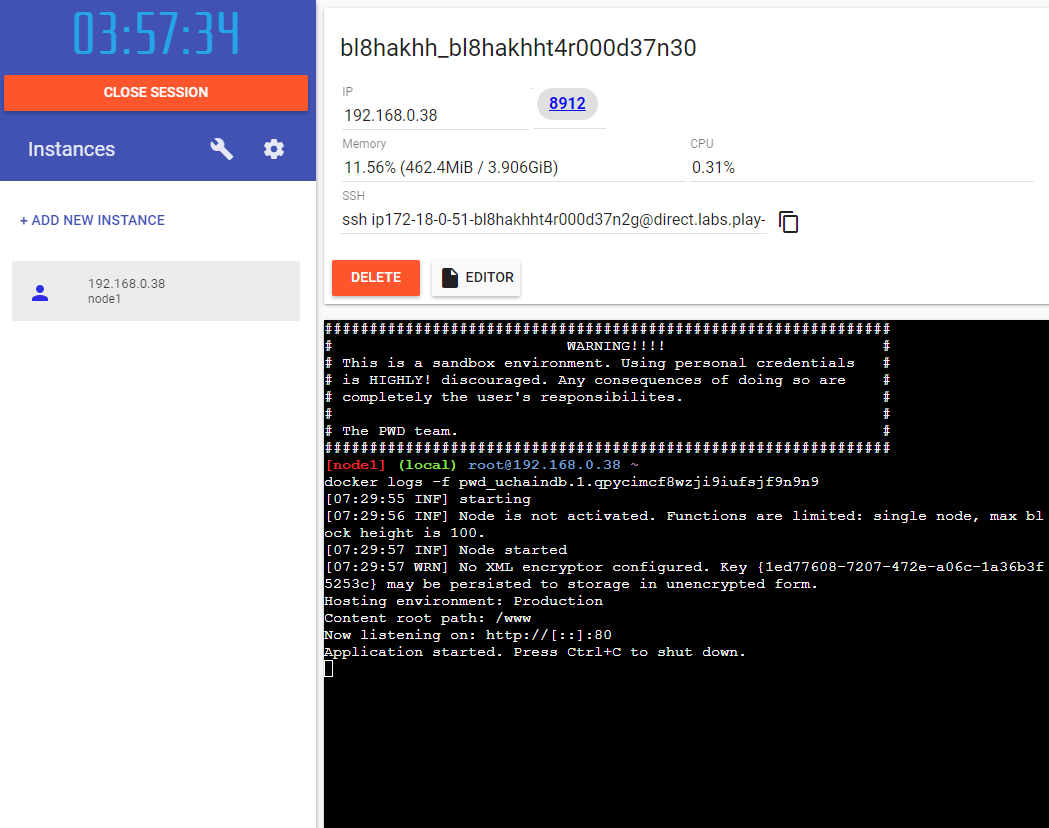 03:57:34
CLOSE SESSION
Instances
+ ADD NEW INSTANCE
192.168.0.38
node1
bl8hakhh_bl8hakhht4r000d37n30
IP
192.168.0.38
8912
Memory
CPU
11.56% (462.4MiB / 3.906GiB)
0.31%
SSH
ssh ip172-18-0-51-bl8hakhht4r000d37n2g@direct.labs.play-
DELETE
EDITOR
###############################################################
#                          WARNING!!!!                        #
# This is a sandbox environment. Using personal credentials   #
# is HIGHLY! discouraged. Any consequences of doing so are    #
# completely the user's responsibilites.                      #
#                                                             #
# The PWD team.                                               #
###############################################################
[node1] (local) root@192.168.0.38 ~
docker logs -f pwd_uchaindb.1.qpycimcf8wzji9iufsjf9n9n9
[07:29:55 INF] starting
[07:29:56 INF] Node is not activated. Functions are limited: single node, max bl
ock height is 100.
[07:29:57 INF] Node started
[07:29:57 WRN] No XML encryptor configured. Key {1ed77608-7207-472e-a06c-1a36b3f
5253c} may be persisted to storage in unencrypted form.
Hosting environment: Production
Content root path: /www
Now listening on: http://[::]:80
Application started. Press Ctrl+C to shut down.